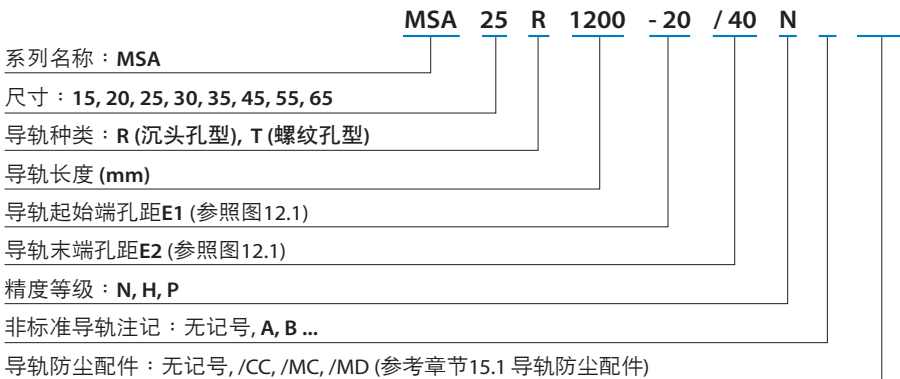 MSA 25 R 1200 - 20 / 40 N
系列名称：MSA
尺寸：15, 20, 25, 30, 35, 45, 55, 65
导轨种类：R (沉头孔型), T (螺纹孔型)
导轨长度 (mm)
导轨起始端孔距E1 (参照图12.1)
导轨末端孔距E2 (参照图12.1)
精度等级：N, H, P
非标准导轨注记：无记号, A, B ...
导轨防尘配件：无记号, /CC, /MC, /MD (参考章节15.1 导轨防尘配件)